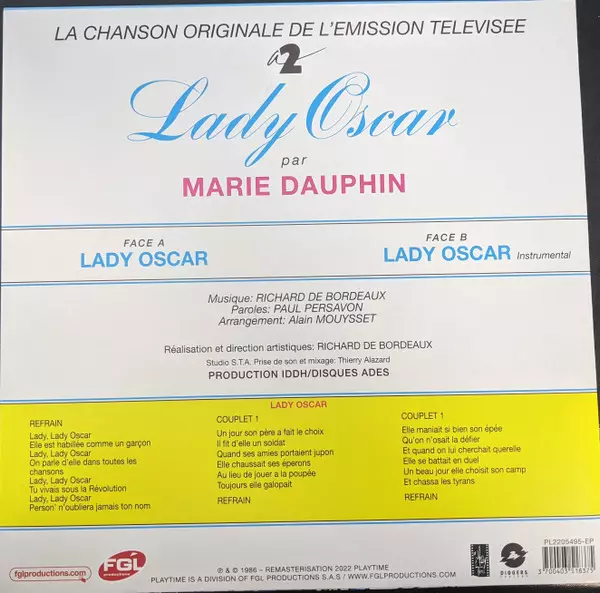 LA CHANSON ORIGINALE DE L'EMISSION TELEVISEE
a2
Lady Oscar
par
MARIE DAUPHIN
FACE A
LADY OSCAR
FACE B
LADY OSCAR Instrumental
Musique: RICHARD DE BORDEAUX
Paroles: PAUL PERSAVON
Arrangement: Alain MOUYSSET
Réalisation et direction artistiques: RICHARD DE BORDEAUX
Studio S.T.A. Prise de son et mixage: Thierry Alazard
PRODUCTION IDDH/DISQUES ADES
LADY OSCAR
REFRAIN
Lady, Lady Oscar
Elle est habillée comme un garçon
Lady, Lady Oscar
On parle d'elle dans toutes les
chansons
Lady, Lady Oscar
Tu vivais sous la Révolution
Lady, Lady Oscar
Person' n'oubliera jamais ton nom
COUPLET 1
Un jour son père a fait le choix
Il fit d'elle un soldat
Quand ses amies portaient jupon
Elle chaussait ses éperons
Au lieu de jouer a la poupée
Toujours elle galopait
REFRAIN
COUPLET 1
Elle maniait si bien son épée
Qu'on n'osait la défier
Et quand on lui cherchait querelle
Elle se battait en duel
Un beau jour elle choisit son camp
Et chassa les tyrans
REFRAIN
fglproductions.com
FGL
productions
℗ & © 1986 – REMASTERISATION 2022 PLAYTIME
PLAYTIME IS A DIVISION OF FGL PRODUCTIONS S.A.S / WWW.FGLPRODUCTIONS.COM
DIGGERS
PL2205495-EP
3 700403 518373